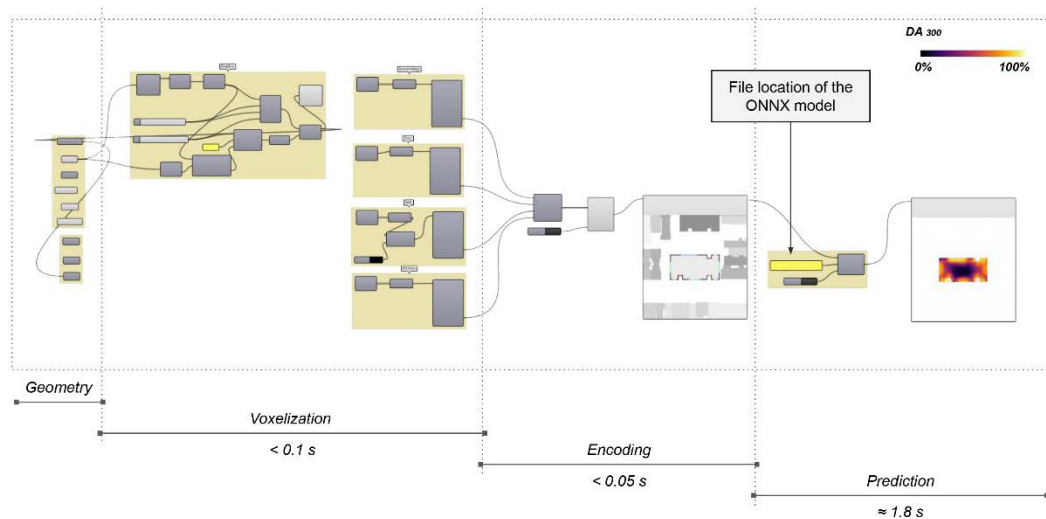 DA 300
0% 100%
File location of the
ONNX model
Geometry
Voxelization
< 0.1 s
Encoding
< 0.05 s
Prediction
≈ 1.8 s